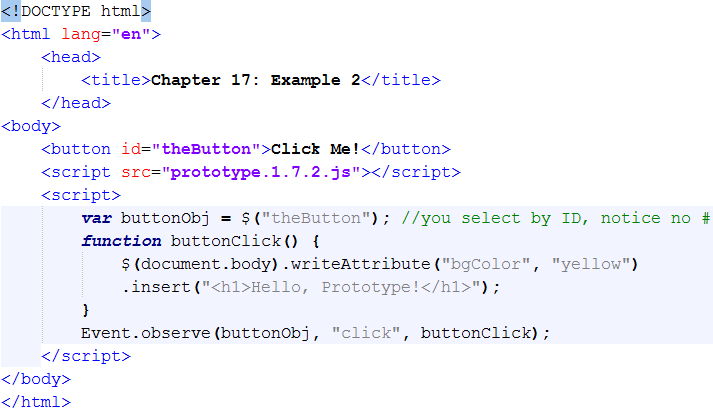 <!DOCTYPE html>
<html lang="en">
<head>
<title>Chapter 17: Example 2</title>
</head>
<body>
<button id="theButton">Click Me!</button>
<script src="prototype.1.7.2.js"></script>
<script>
var buttonObj = $("theButton"); //you select by ID, notice no #
function buttonClick() {
$(document.body).writeAttribute("bgColor", "yellow")
.insert("<h1>Hello, Prototype!</h1>");
}
Event.observe(buttonObj, "click", buttonClick);
</script>
</body>
</html>